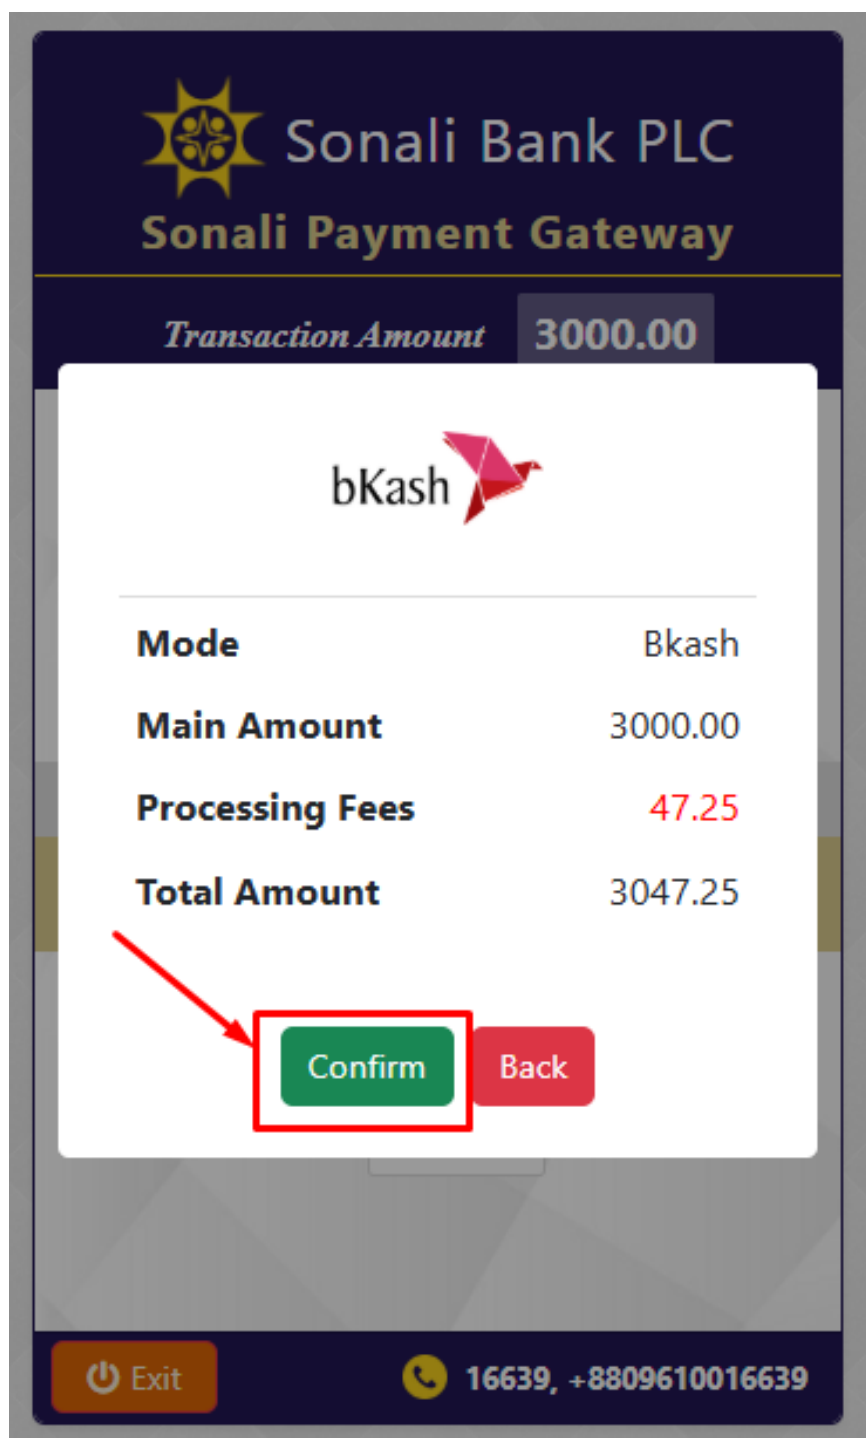 Sonali Bank PLC
Sonali Payment Gateway
Transaction Amount 3000.00
bKash
Mode Bkash
Main Amount 3000.00
Processing Fees 47.25
Total Amount 3047.25
Confirm Back
Exit 16639, +8809610016639